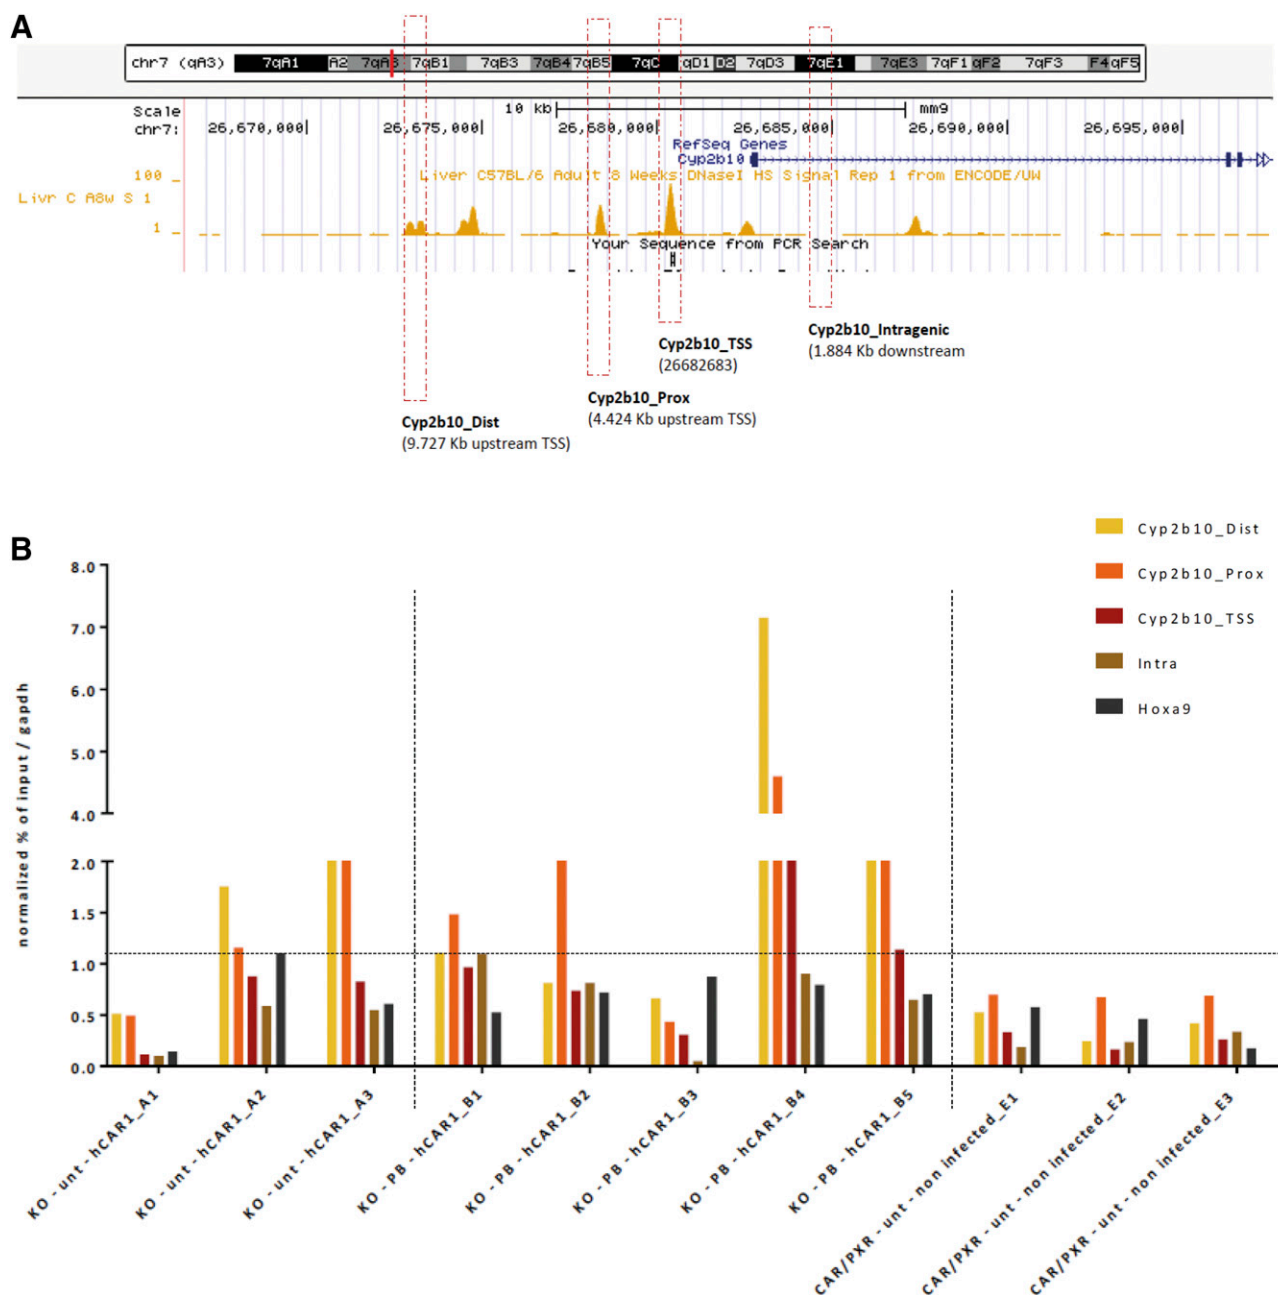 A
chr7 (qA3) 7qA1 A2 7qA3 7qB1 7qB3 7qB4 7qB5 7qC qD1 D2 7qD3 7qE1 7qE3 7qF1 qF2 7qF3 F4 qF5
Scale 10 kb mm9
chr7: 26,670,000 26,675,000 26,680,000 26,685,000 26,690,000 26,695,000
RefSeq Genes
Cyp2b10
Liver C57BL/6 Adult 8 Weeks DNaseI HS Signal Rep 1 from ENCODE/UW
100
Livr C A8w S 1
1
Your Sequence from PCR Search
Cyp2b10_Intragenic
(1.884 Kb downstream
Cyp2b10_TSS
(26682683)
Cyp2b10_Prox
(4.424 Kb upstream TSS)
Cyp2b10_Dist
(9.727 Kb upstream TSS)
B
normalized % of input / gapdh
8.0
7.0
6.0
5.0
4.0
2.0
1.5
1.0
0.5
0.0
Cyp2b10_Dist
Cyp2b10_Prox
Cyp2b10_TSS
Intra
Hoxa9
KO - unt - hCAR1_A1
KO - unt - hCAR1_A2
KO - unt - hCAR1_A3
KO - PB - hCAR1_B1
KO - PB - hCAR1_B2
KO - PB - hCAR1_B3
KO - PB - hCAR1_B4
KO - PB - hCAR1_B5
CAR/PXR - unt - non infected_E1
CAR/PXR - unt - non infected_E2
CAR/PXR - unt - non infected_E3